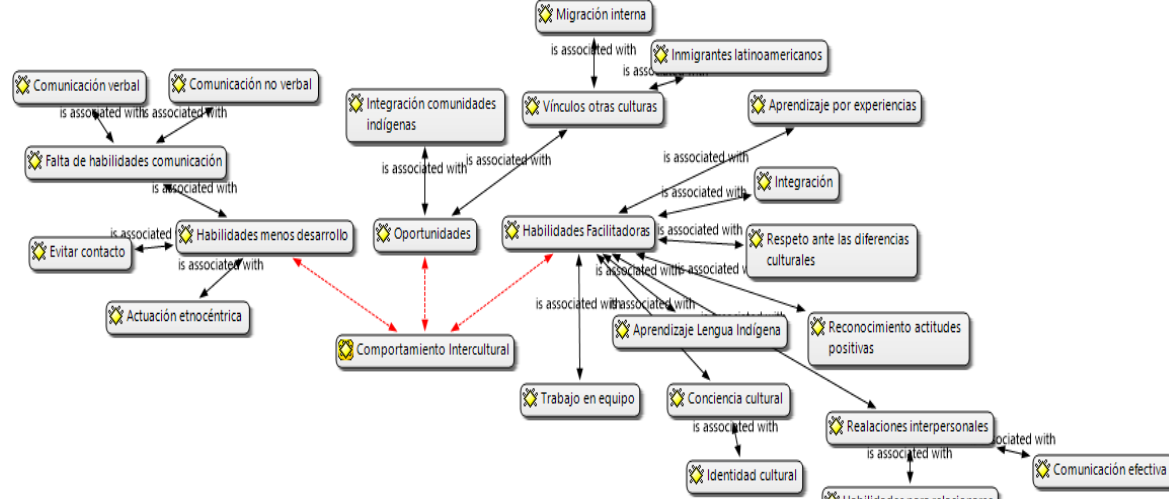 Migración interna
is associated with
Inmigrantes latinoamericanos
is associated with
Comunicación verbal
Comunicación no verbal
is associated with
is associated with
Integración comunidades
indígenas
Vínculos otras culturas
Aprendizaje por experiencias
Falta de habilidades comunicación
is associated with
is associated with
is associated with
is associated with
Integración
is associated with
is associated with
Habilidades menos desarrollo
Oportunidades
Habilidades Facilitadoras
Respeto ante las diferencias
culturales
is associated
Evitar contacto
is associated with
is associated with
is associated
is associated with
is associated with
Actuación etnocéntrica
Aprendizaje Lengua Indígena
Reconocimiento actitudes
positivas
Comportamiento Intercultural
Trabajo en equipo
Conciencia cultural
is associated with
Realaciones interpersonales
is associated with
ociated with
Identidad cultural
Comunicación efectiva
Habilidades para relacionarse